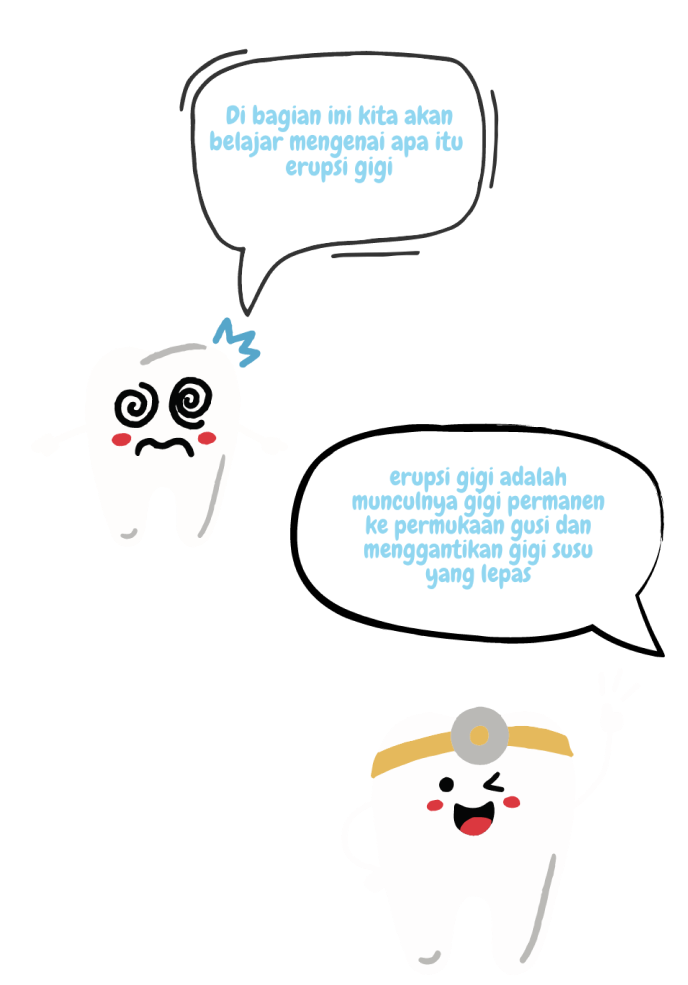 Di bagian ini kita akan
belajar mengenai apa itu
erupsi gigi
erupsi gigi adalah
munculnya gigi permanen
ke permukaan gusi dan
menggantikan gigi susu
yang lepas